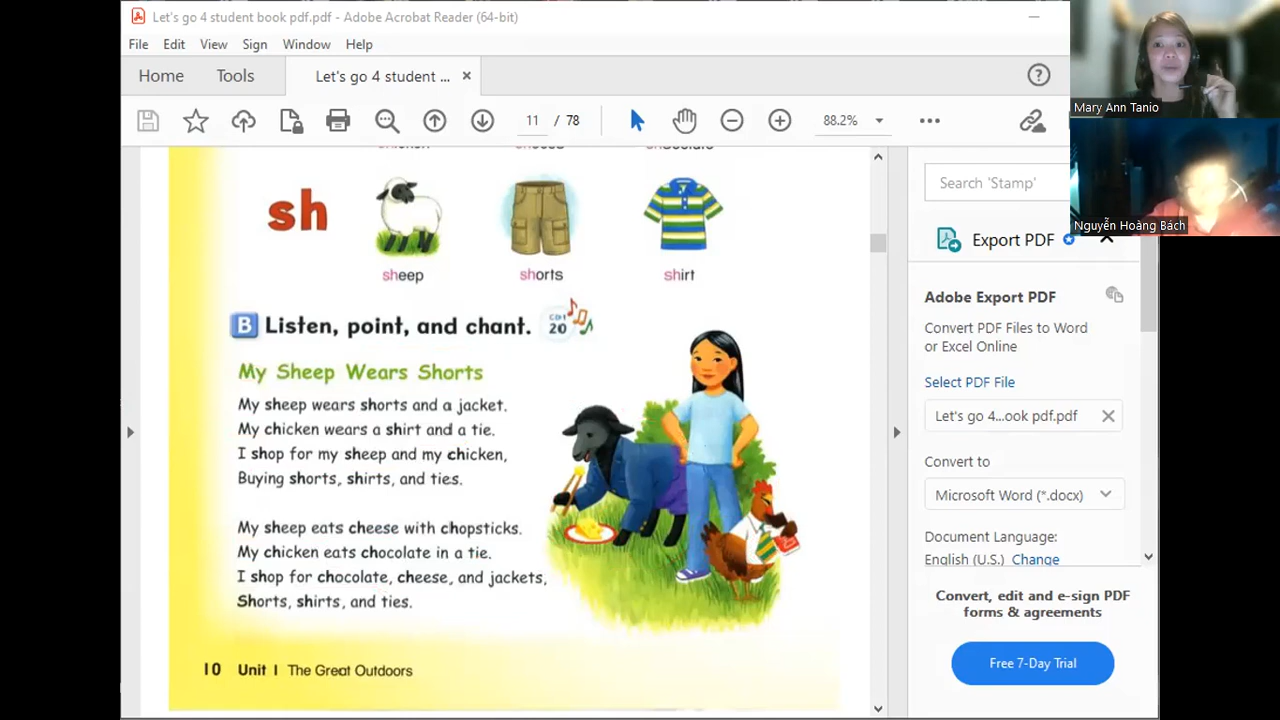 Let's go 4 student book pdf.pdf - Adobe Acrobat Reader (64-bit)
File Edit View Sign Window Help
Home Tools Let's go 4 student ... ×
11 / 78 88.2%
sh
sheep shorts shirt
B Listen, point, and chant. CD1 20
My Sheep Wears Shorts
My sheep wears shorts and a jacket.
My chicken wears a shirt and a tie.
I shop for my sheep and my chicken,
Buying shorts, shirts, and ties.
My sheep eats cheese with chopsticks.
My chicken eats chocolate in a tie.
I shop for chocolate, cheese, and jackets,
Shorts, shirts, and ties.
10 Unit 1 The Great Outdoors
Search 'Stamp'
Export PDF
Adobe Export PDF
Convert PDF Files to Word
or Excel Online
Select PDF File
Let's go 4...ook pdf.pdf
Convert to
Microsoft Word (*.docx)
Document Language:
English (U.S.) Change
Convert, edit and e-sign PDF
forms & agreements
Free 7-Day Trial
Mary Ann Tanio
Nguyễn Hoàng Bách